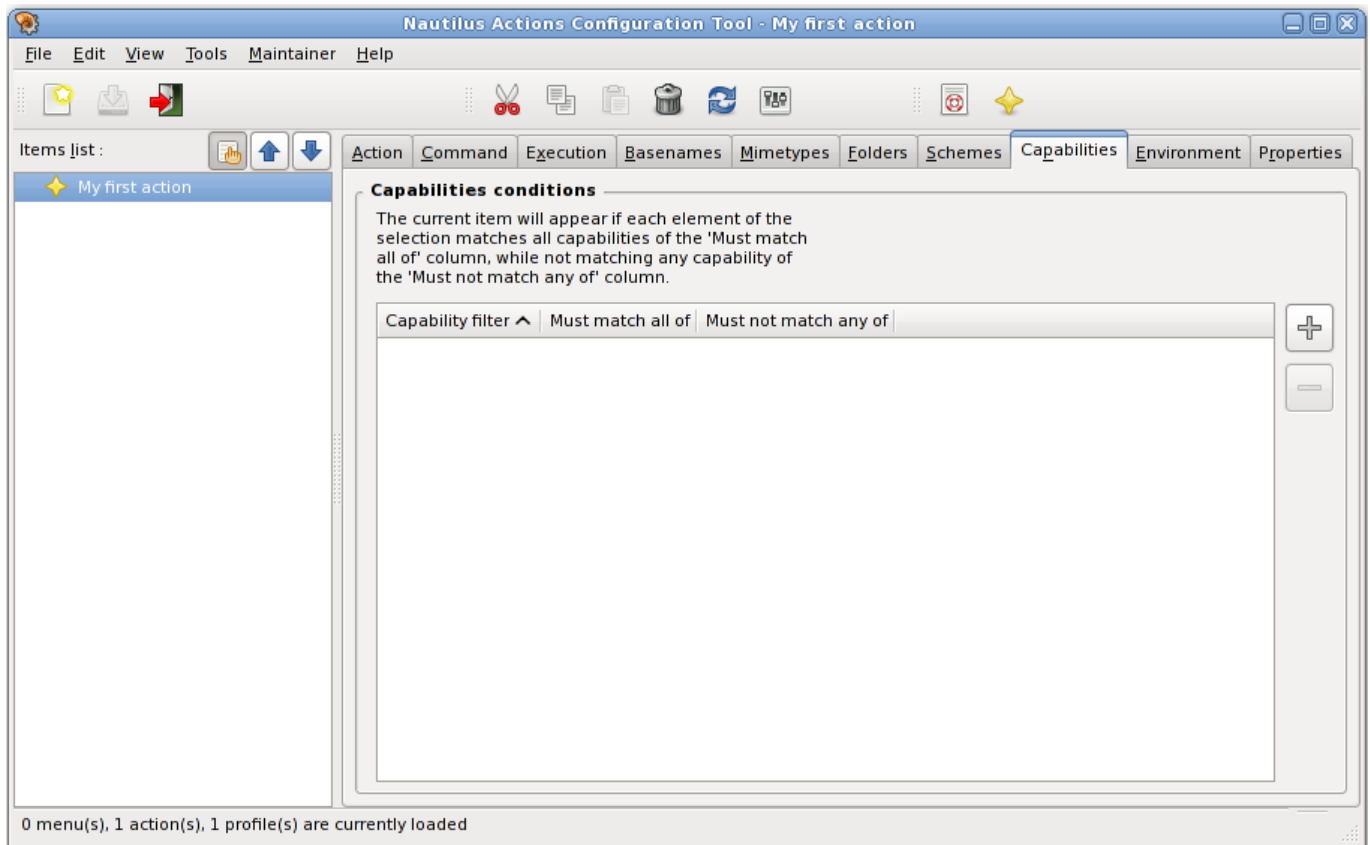 Nautilus Actions Configuration Tool - My first action
File Edit View Tools Maintainer Help
Items list :
Action Command Execution Basenames Mimetypes Folders Schemes Capabilities Environment Properties
My first action
Capabilities conditions
The current item will appear if each element of the
selection matches all capabilities of the 'Must match
all of' column, while not matching any capability of
the 'Must not match any of' column.
Capability filter Must match all of Must not match any of
0 menu(s), 1 action(s), 1 profile(s) are currently loaded